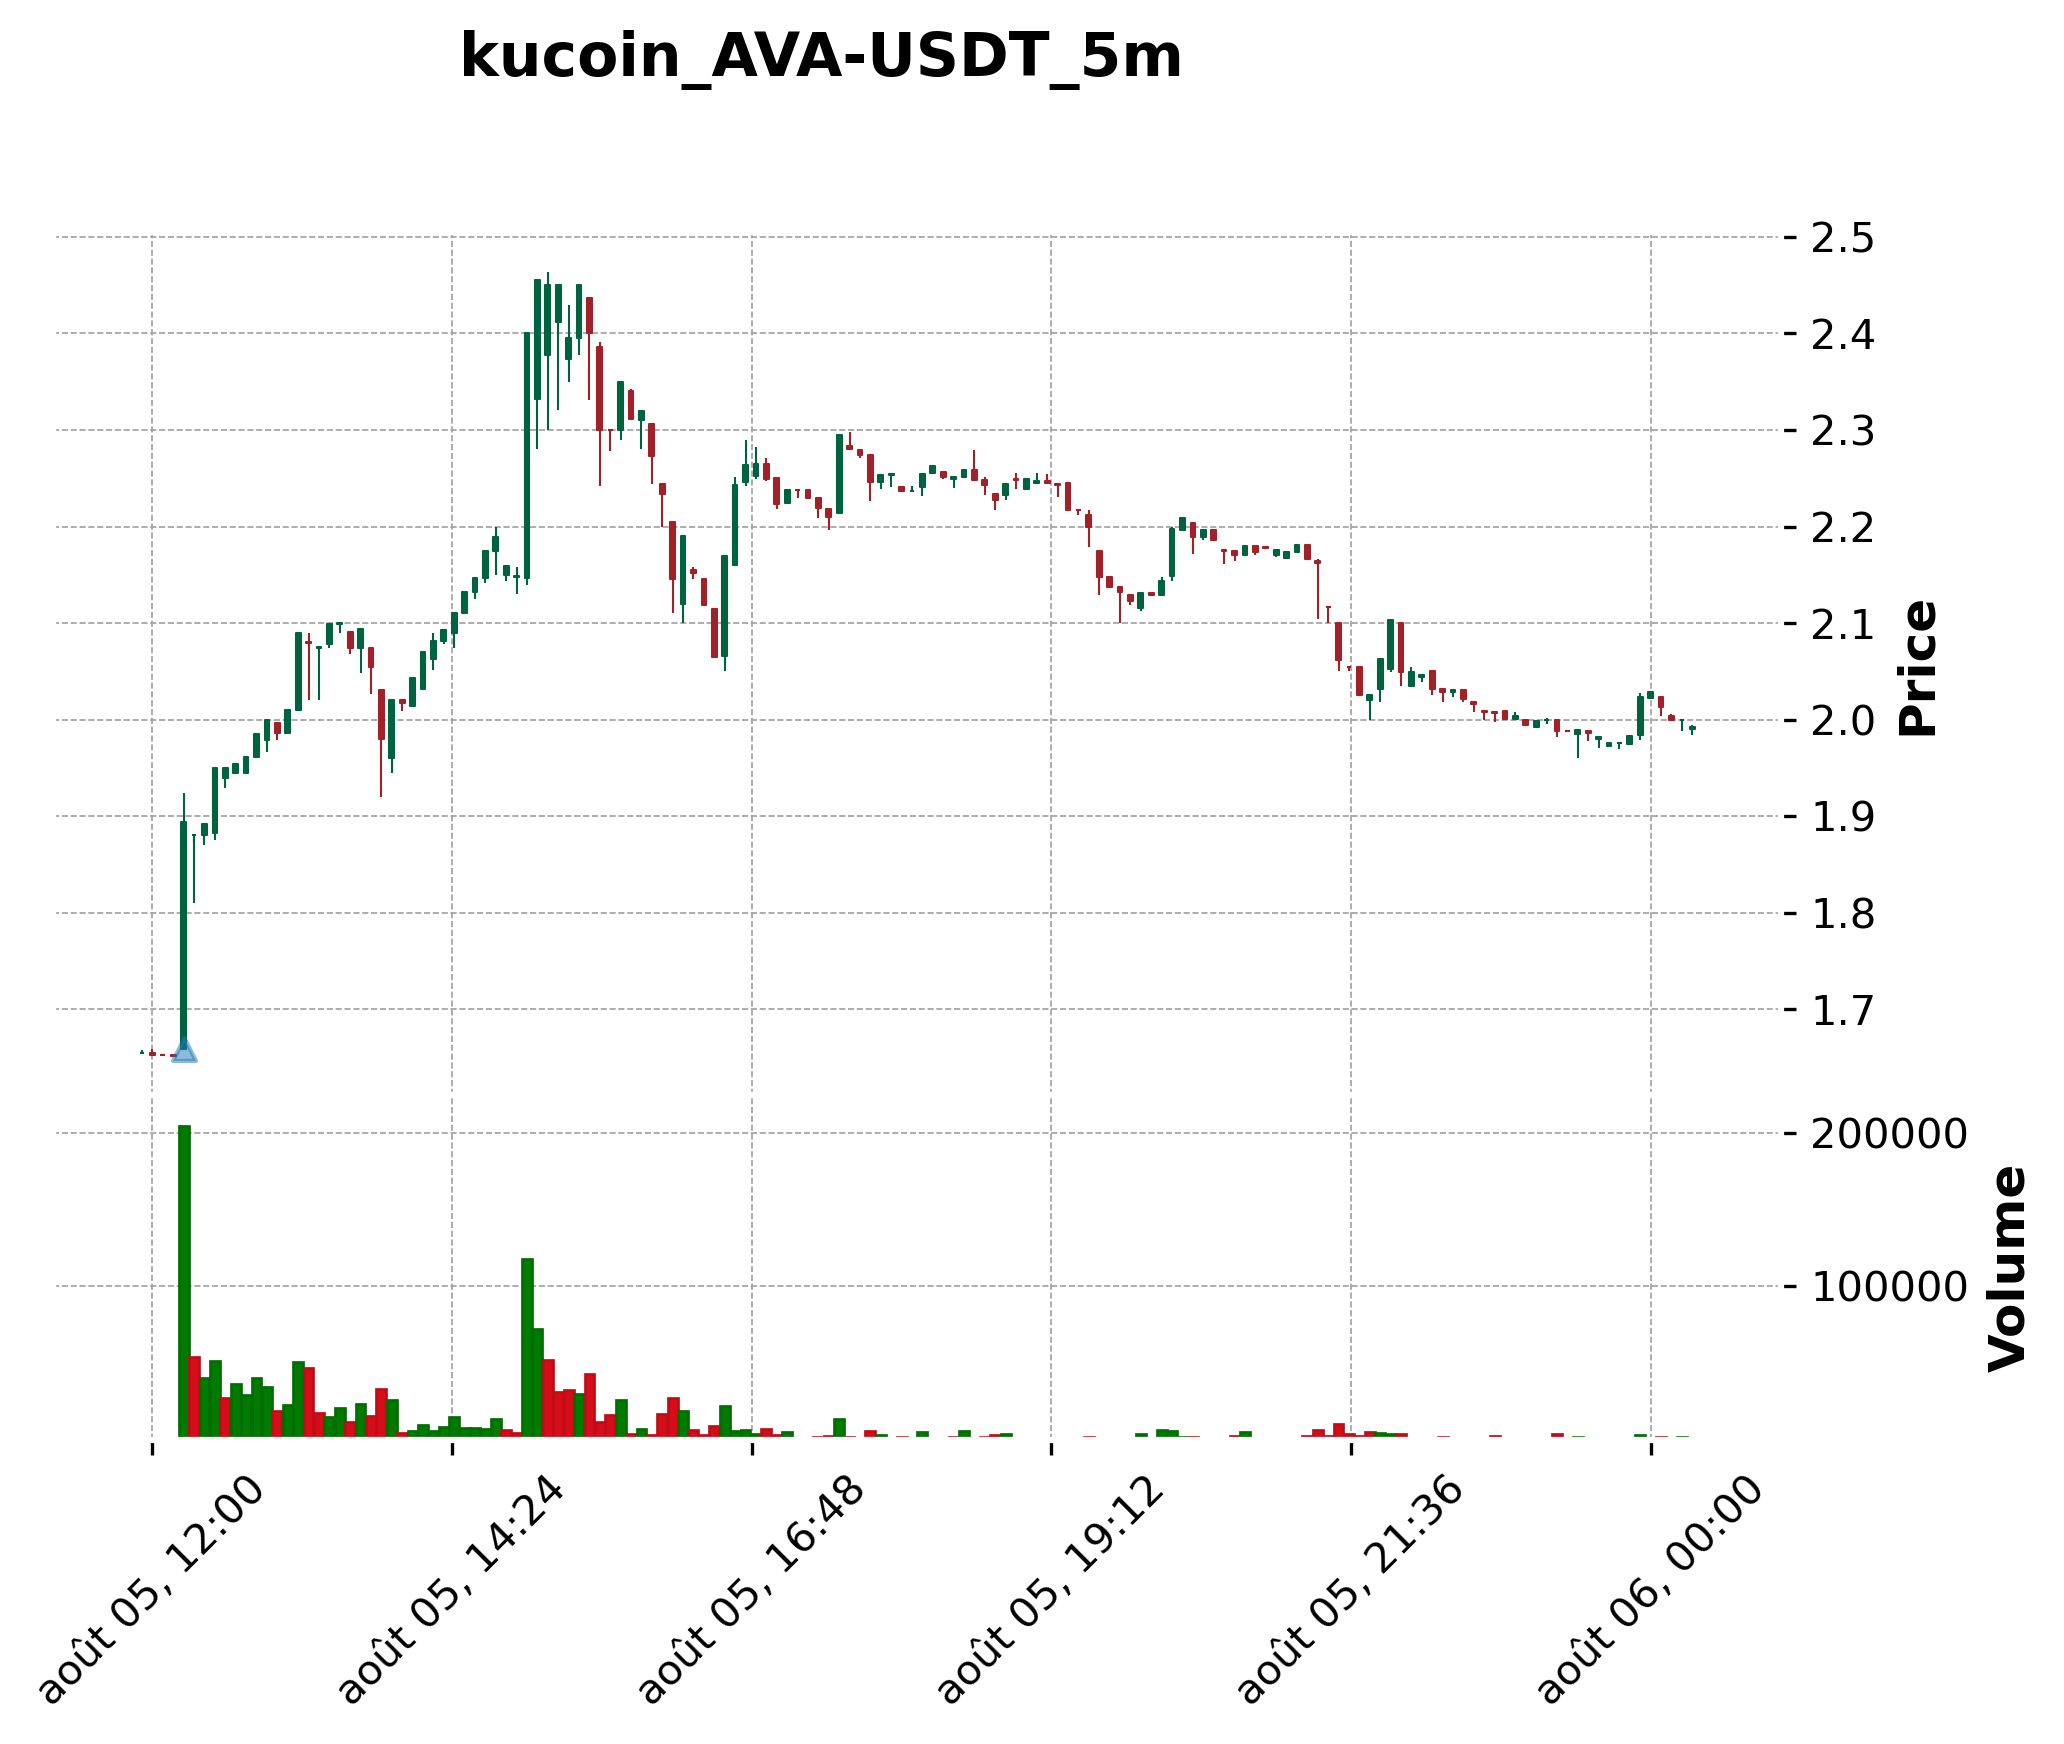 kucoin_AVA-USDT_5m
2.5
2.4
2.3
2.2
2.1
2.0
1.9
1.8
1.7
Price
200000
100000
Volume
août 05, 12:00
août 05, 14:24
août 05, 16:48
août 05, 19:12
août 05, 21:36
août 06, 00:00